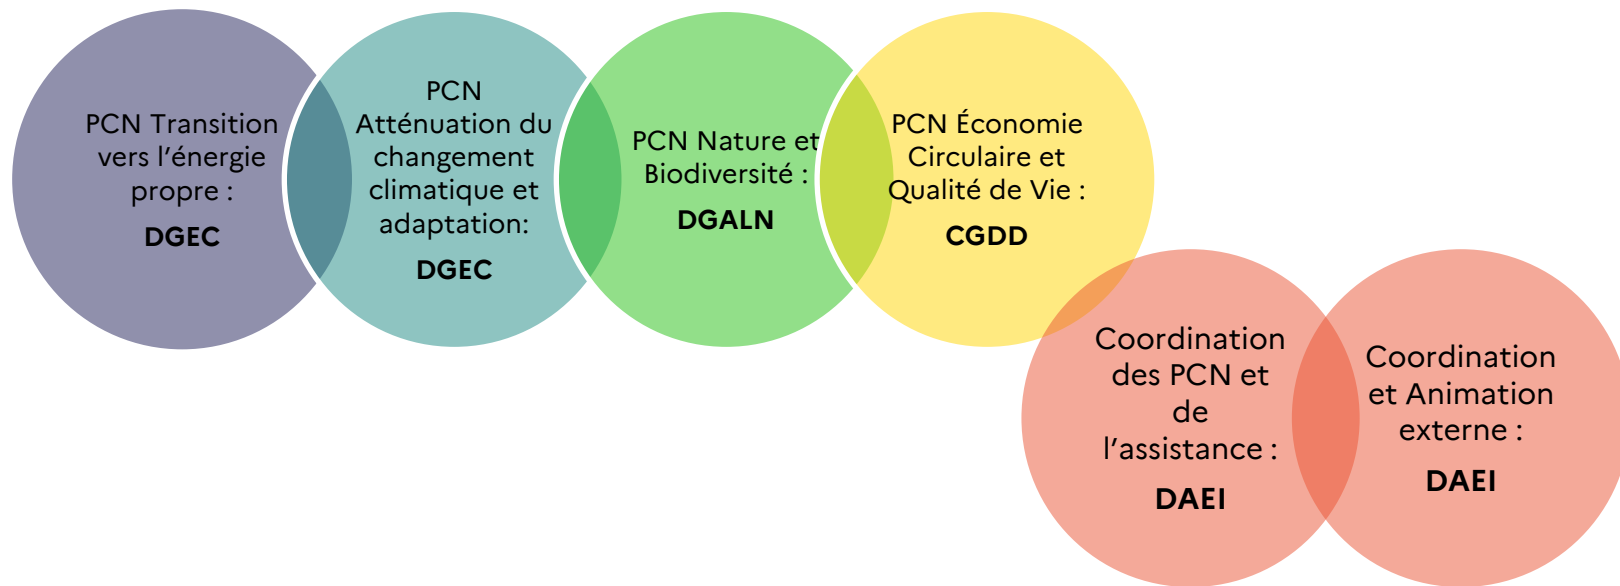 PCN Transition
vers l’énergie
propre :
DGEC
PCN
Atténuation du
changement
climatique et
adaptation:
DGEC
PCN Nature et
Biodiversité :
DGALN
PCN Économie
Circulaire et
Qualité de Vie :
CGDD
Coordination
des PCN et
de
l’assistance :
DAEI
Coordination
et Animation
externe :
DAEI